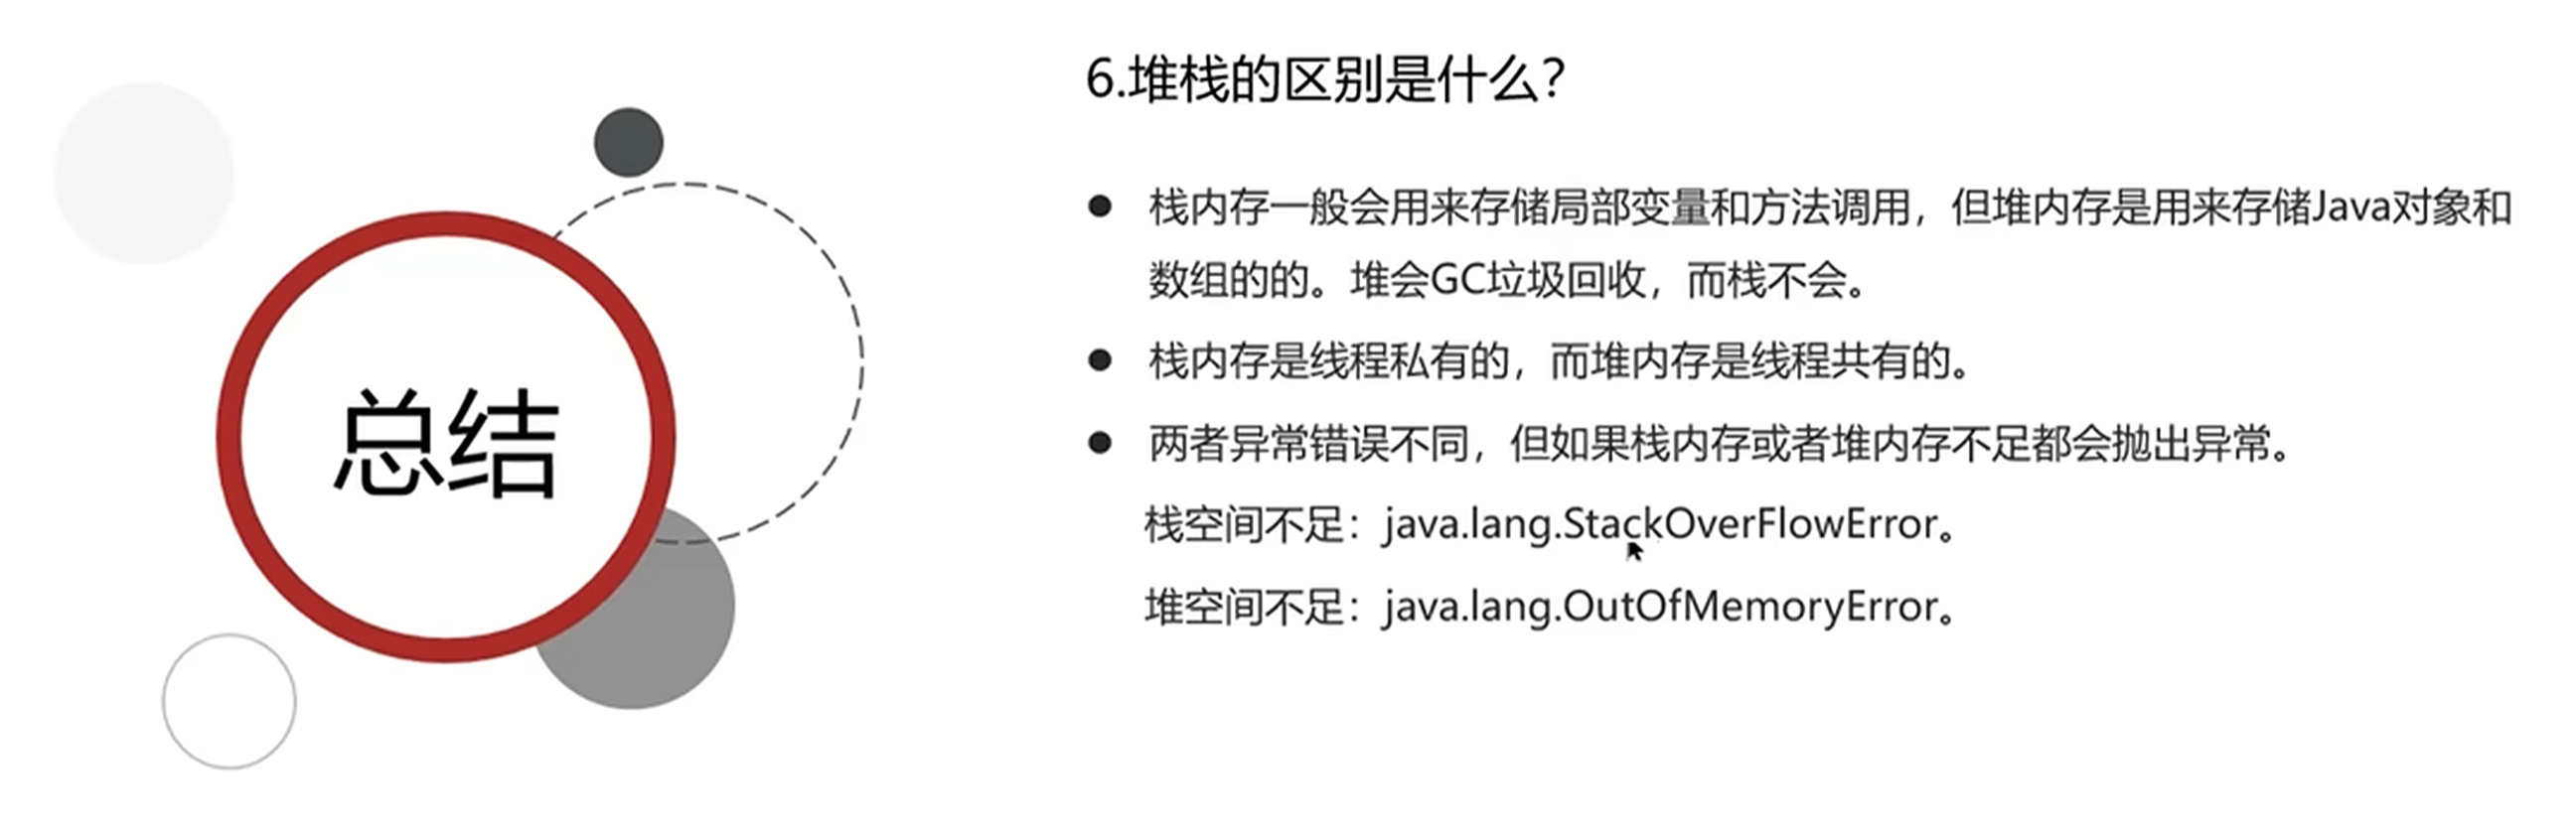 总结
6.堆栈的区别是什么？
● 栈内存一般会用来存储局部变量和方法调用，但堆内存是用来存储Java对象和
数组的的。堆会GC垃圾回收，而栈不会。
● 栈内存是线程私有的，而堆内存是线程共有的。
● 两者异常错误不同，但如果栈内存或者堆内存不足都会抛出异常。
栈空间不足：java.lang.StackOverFlowError。
堆空间不足：java.lang.OutOfMemoryError。